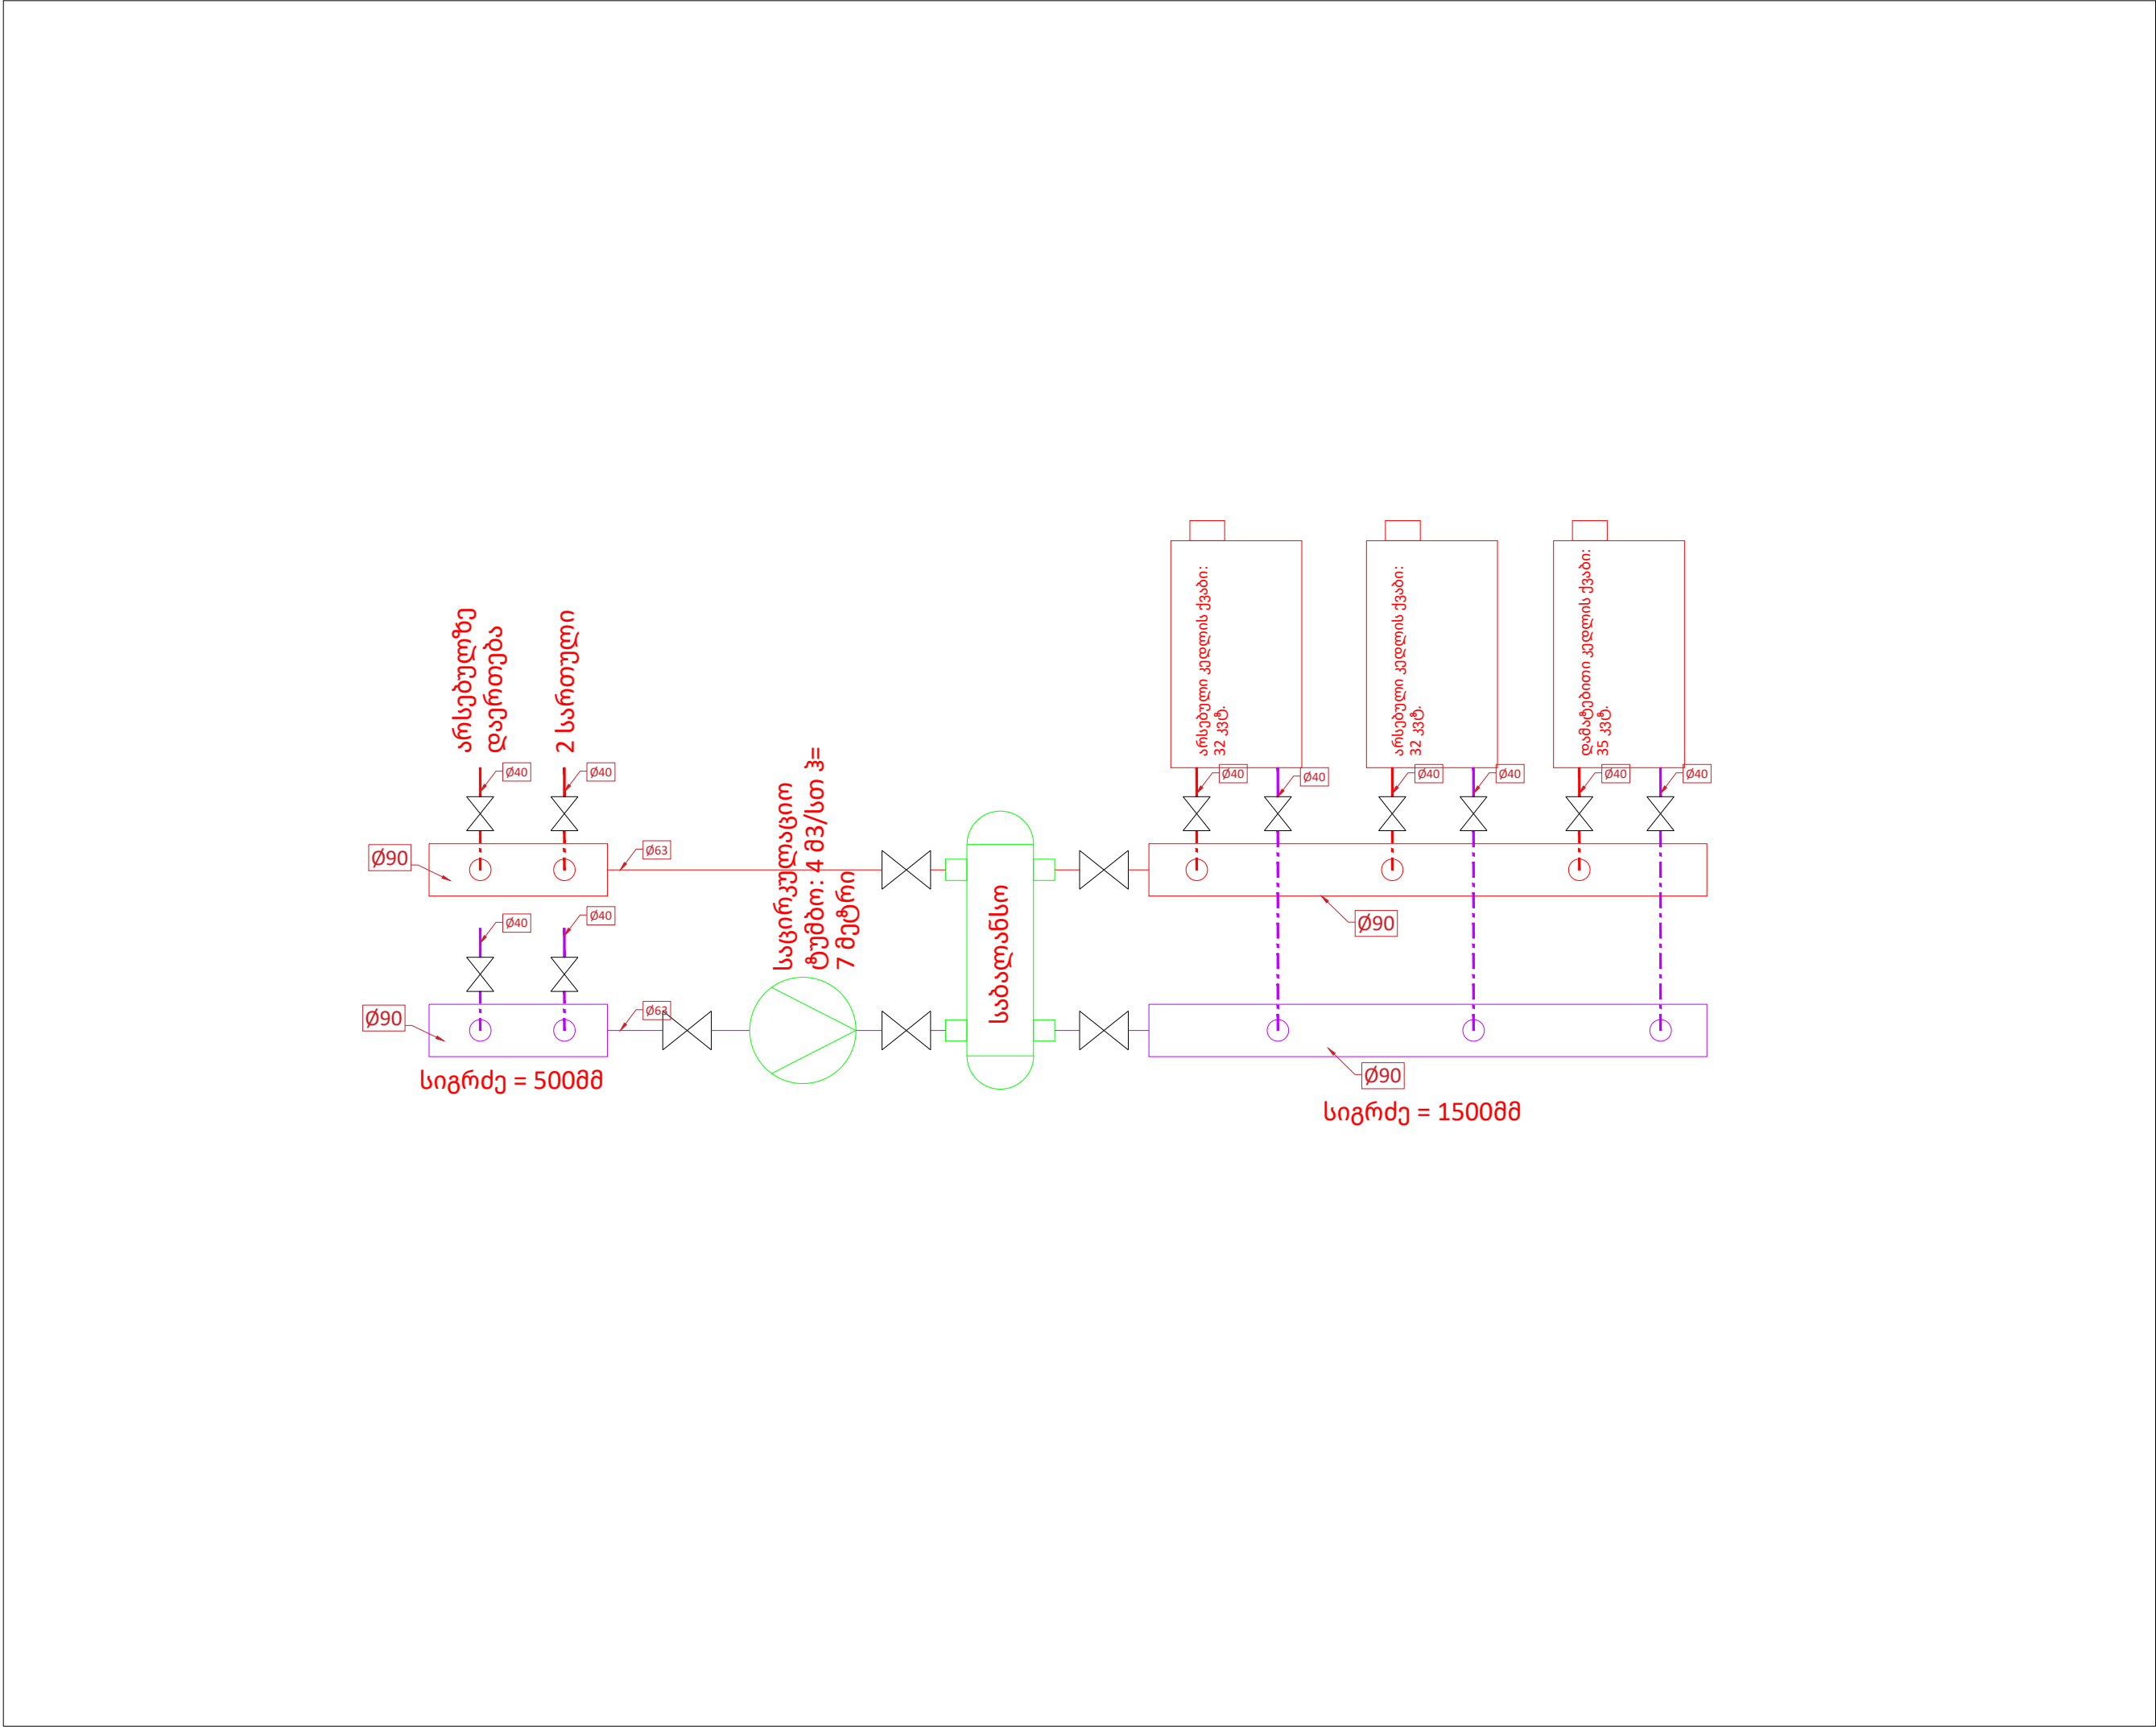 არსებულზე
დაერთება
2 სართული
Ø40
Ø40
Ø90
Ø63
Ø40
Ø40
Ø90
Ø63
სიგრძე = 500მმ
საცირკულაციო
ტუმბო: 4 მ3/სთ ჰ=
7 მეტრი
საბალანსო
არსებული კედლის ქვაბი:
32 კვტ.
არსებული კედლის ქვაბი:
32 კვტ.
დამატებითი კედლის ქვაბი:
35 კვტ.
Ø40
Ø40
Ø40
Ø40
Ø40
Ø40
Ø90
Ø90
სიგრძე = 1500მმ